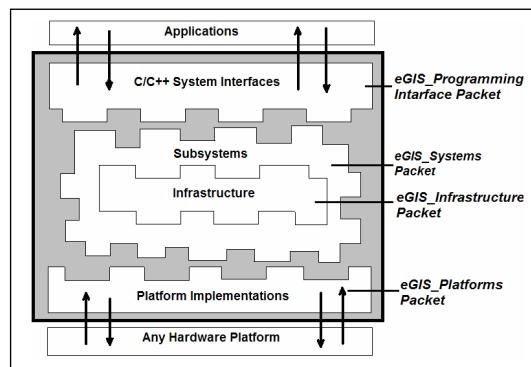 Applications
C/C++ System Interfaces
eGIS_Programming
Intarface Packet
Subsystems
eGIS_Systems
Packet
Infrastructure
eGIS_Infrastructure
Packet
Platform Implementations
eGIS_Platforms
Packet
Any Hardware Platform